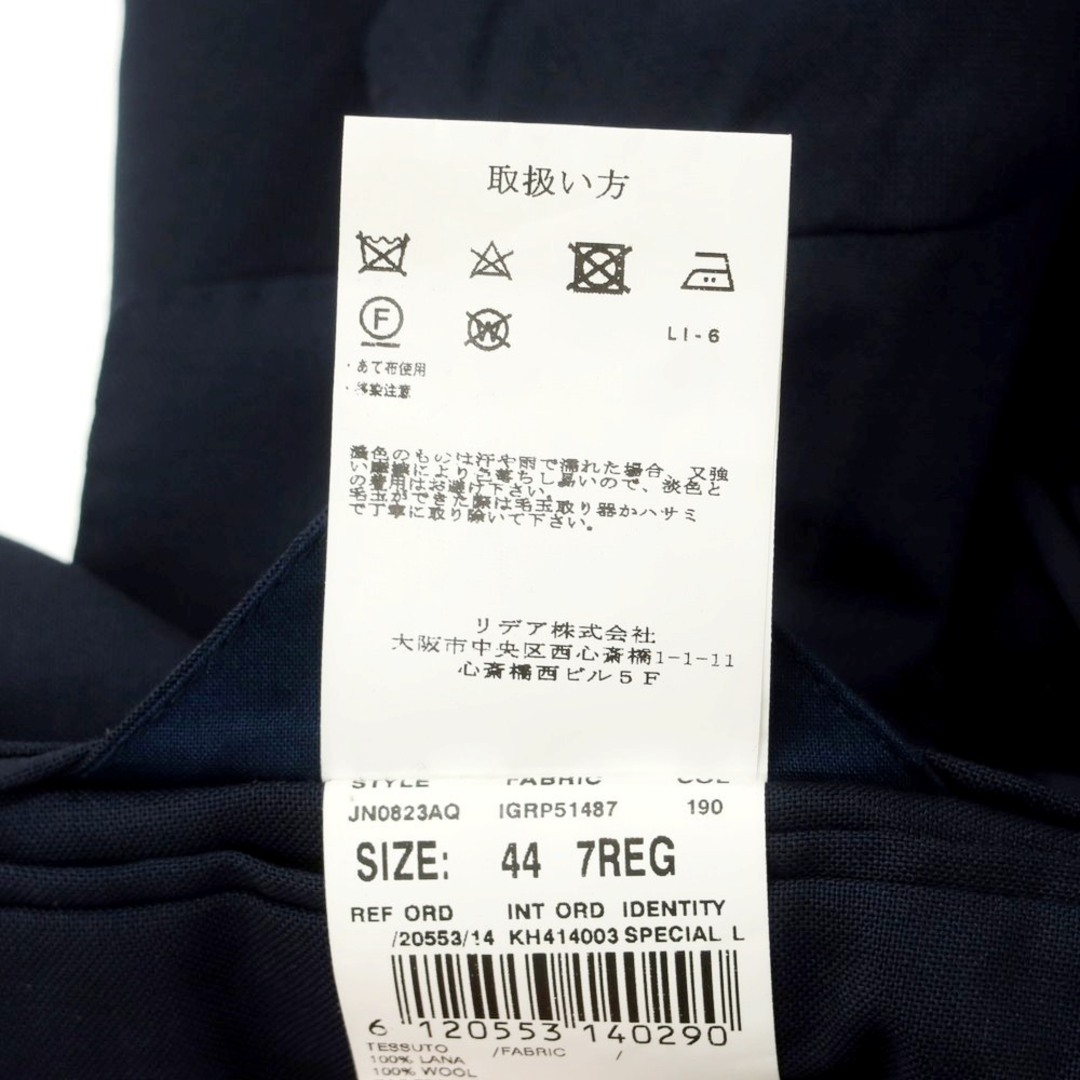 取扱い方
F
W
LI-6
・あて布使用
・移染注意
濃色のものは汗や雨で濡れた場合、又強
い摩擦により色落ちし易いので、淡色と
の着用はお避け下さい。
毛玉ができた際は毛玉取り器かハサミ
で丁寧に取り除いて下さい。
リデア株式会社
大阪市中央区西心斎橋1-1-11
心斎橋西ビル5F
STYLE FABRIC COL
JN0823AQ IGRP51487 190
SIZE: 44 7REG
REF ORD INT ORD IDENTITY
/20553/14 KH414003 SPECIAL L
6 120553 140290
TESSUTO /FABRIC /
100% LANA
100% WOOL